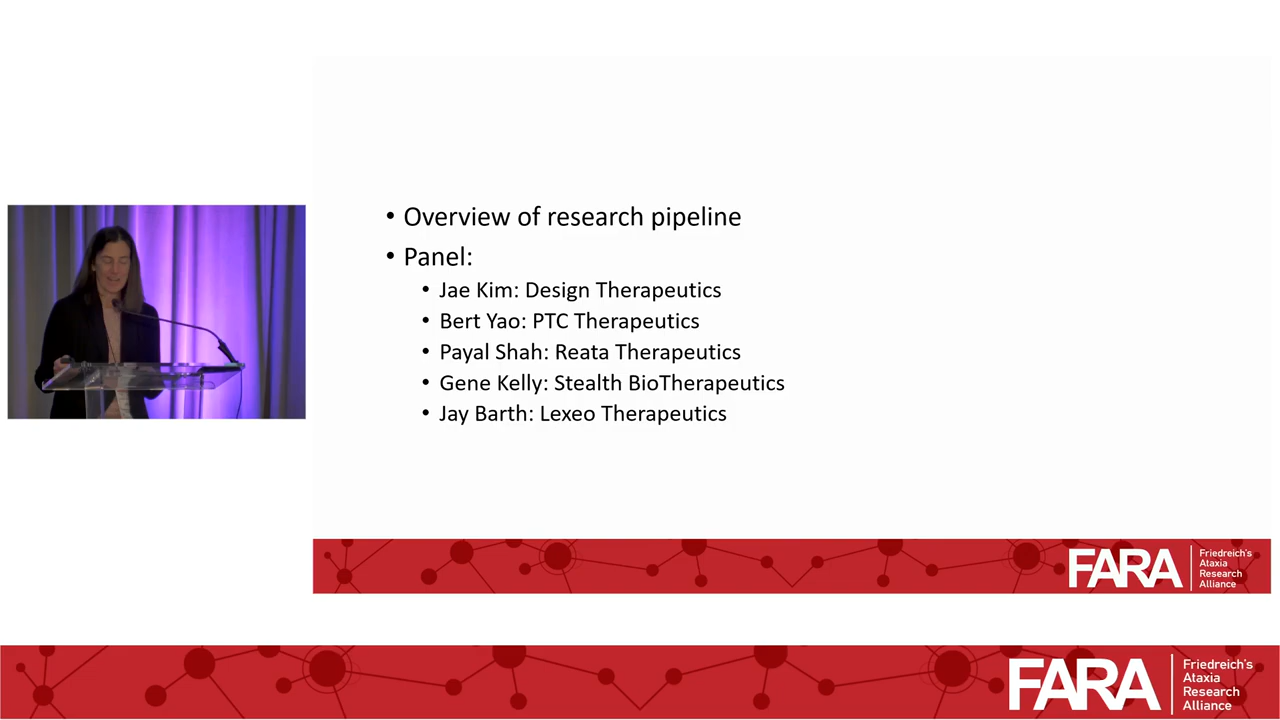 • Overview of research pipeline
• Panel:
• Jae Kim: Design Therapeutics
• Bert Yao: PTC Therapeutics
• Payal Shah: Reata Therapeutics
• Gene Kelly: Stealth BioTherapeutics
• Jay Barth: Lexeo Therapeutics
FARA
Friedreich's
Ataxia
Research
Alliance
FARA
Friedreich's
Ataxia
Research
Alliance